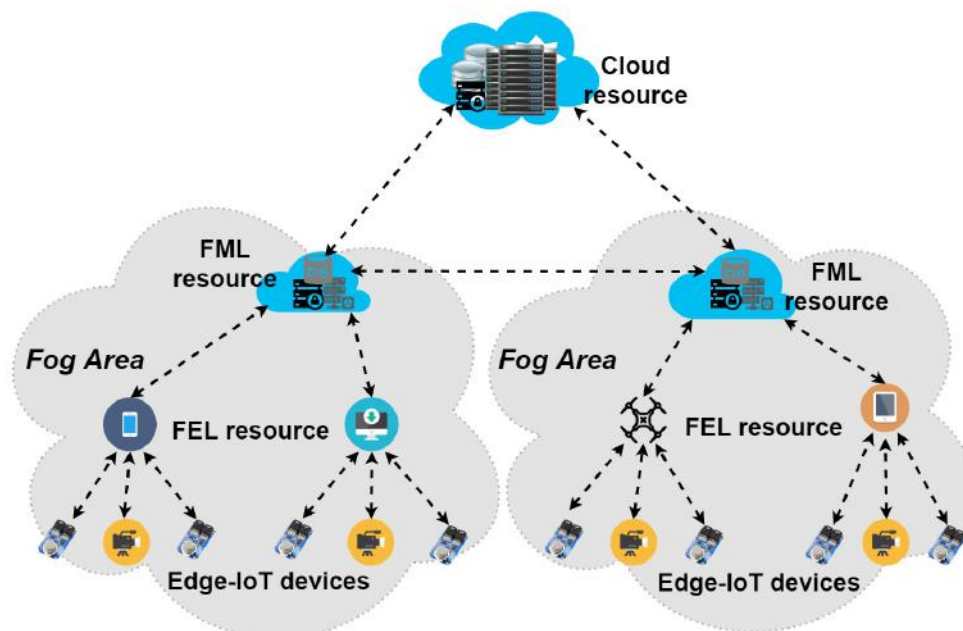 Cloud
resource
FML
resource
FML
resource
Fog Area
Fog Area
FEL resource
FEL resource
Edge-IoT devices
Edge-IoT devices